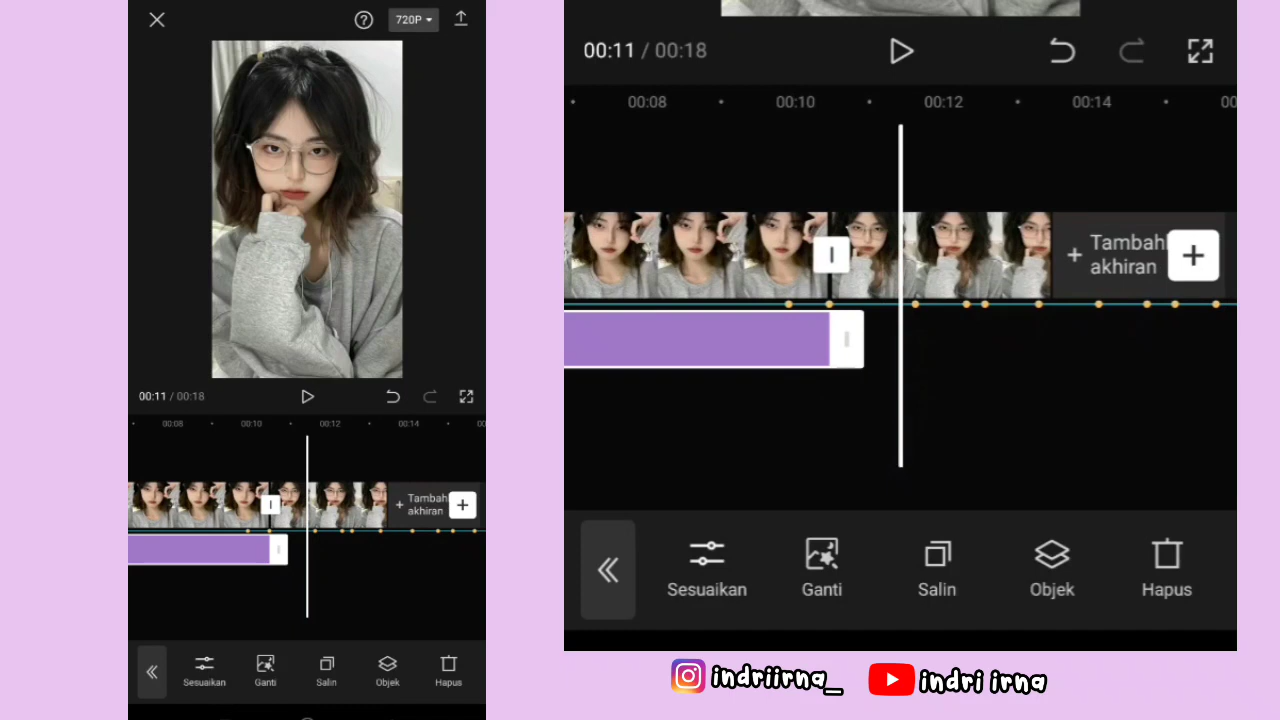 720P
00:11 / 00:18
00:08
00:10
00:12
00:14
00
+ Tambah
akhiran
+
Sesuaikan
Ganti
Salin
Objek
Hapus
00:11 / 00:18
00:08
00:10
00:12
00:14
00
+ Tambah
akhiran
+
Sesuaikan
Ganti
Salin
Objek
Hapus
indriirna_
indri irna